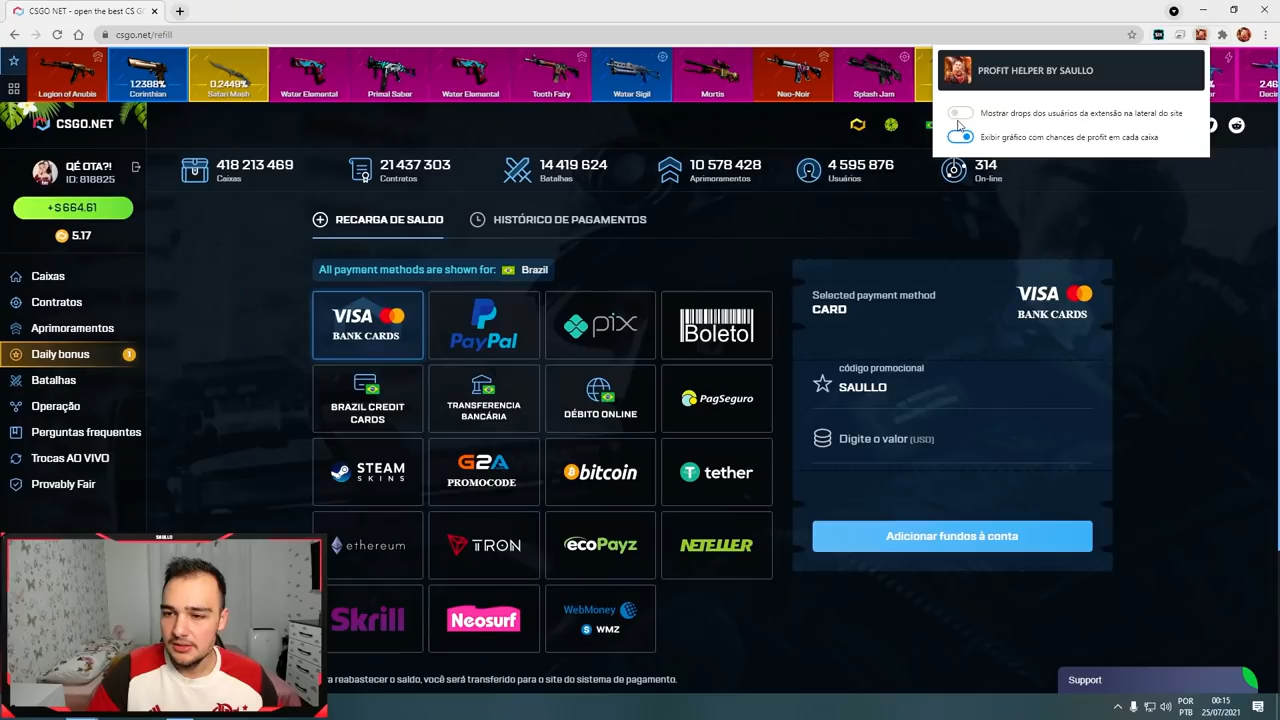 CSGO NET - open the best CS GO
csgo.net/refill
Legion of Anubis
1.2388%
Corinthian
0.2449%
Safari Mesh
Water Elemental
Primal Saber
Water Elemental
Tooth Fairy
Water Sigil
Mortis
Neo-Noir
Splash Jam
PROFIT HELPER BY SAULLO
Mostrar drops dos usuários da extensão na lateral do site
Exibir gráfico com chances de profit em cada caixa
CSGO.NET
QÉ OTA?!
ID: 818825
+$ 664.61
5.17
418 213 469
Caixas
21 437 303
Contratos
14 419 624
Batalhas
10 578 428
Aprimoramentos
4 595 876
Usuários
314
On-line
RECARGA DE SALDO
HISTÓRICO DE PAGAMENTOS
All payment methods are shown for: Brazil
Caixas
Contratos
Aprimoramentos
Daily bonus 1
Batalhas
Operação
Perguntas frequentes
Trocas AO VIVO
Provably Fair
VISA
BANK CARDS
PayPal
pix
Boleto
BRAZIL CREDIT
CARDS
TRANSFERENCIA
BANCÁRIA
DÉBITO ONLINE
PagSeguro
STEAM
SKINS
G2A
PROMOCODE
bitcoin
tether
ethereum
TRON
ecoPayz
NETELLER
Skrill
Neosurf
WebMoney
WMZ
Selected payment method
CARD
VISA
BANK CARDS
código promocional
SAULLO
Digite o valor (USD)
Adicionar fundos à conta
ra reabastecer o saldo, você será transferido para o site do sistema de pagamento.
SAULLO
Support
POR
PTB
00:15
25/07/2021